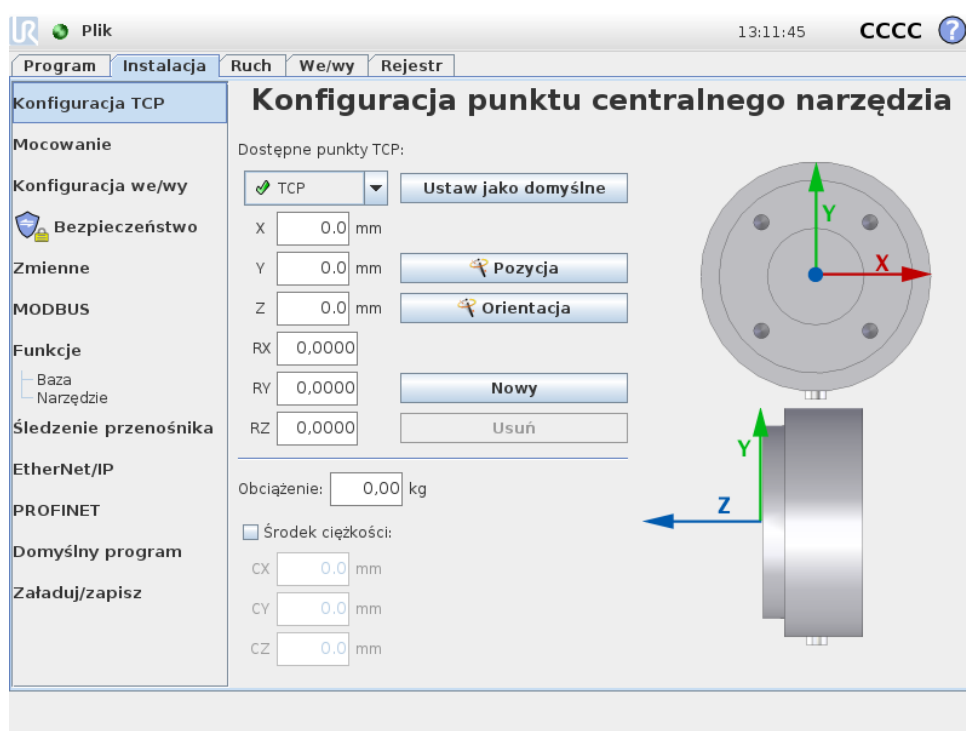 UR Plik 13:11:45 CCCC ?
Program Instalacja Ruch We/wy Rejestr
Konfiguracja TCP
Mocowanie
Konfiguracja we/wy
Bezpieczeństwo
Zmienne
MODBUS
Funkcje
Baza
Narzędzie
Śledzenie przenośnika
EtherNet/IP
PROFINET
Domyślny program
Załaduj/zapisz
Konfiguracja punktu centralnego narzędzia
Dostępne punkty TCP:
TCP Ustaw jako domyślne
X 0.0 mm
Y 0.0 mm Pozycja
Z 0.0 mm Orientacja
RX 0,0000
RY 0,0000 Nowy
RZ 0,0000 Usuń
Obciążenie: 0,00 kg
Środek ciężkości:
CX 0.0 mm
CY 0.0 mm
CZ 0.0 mm
Y
X
Y
Z